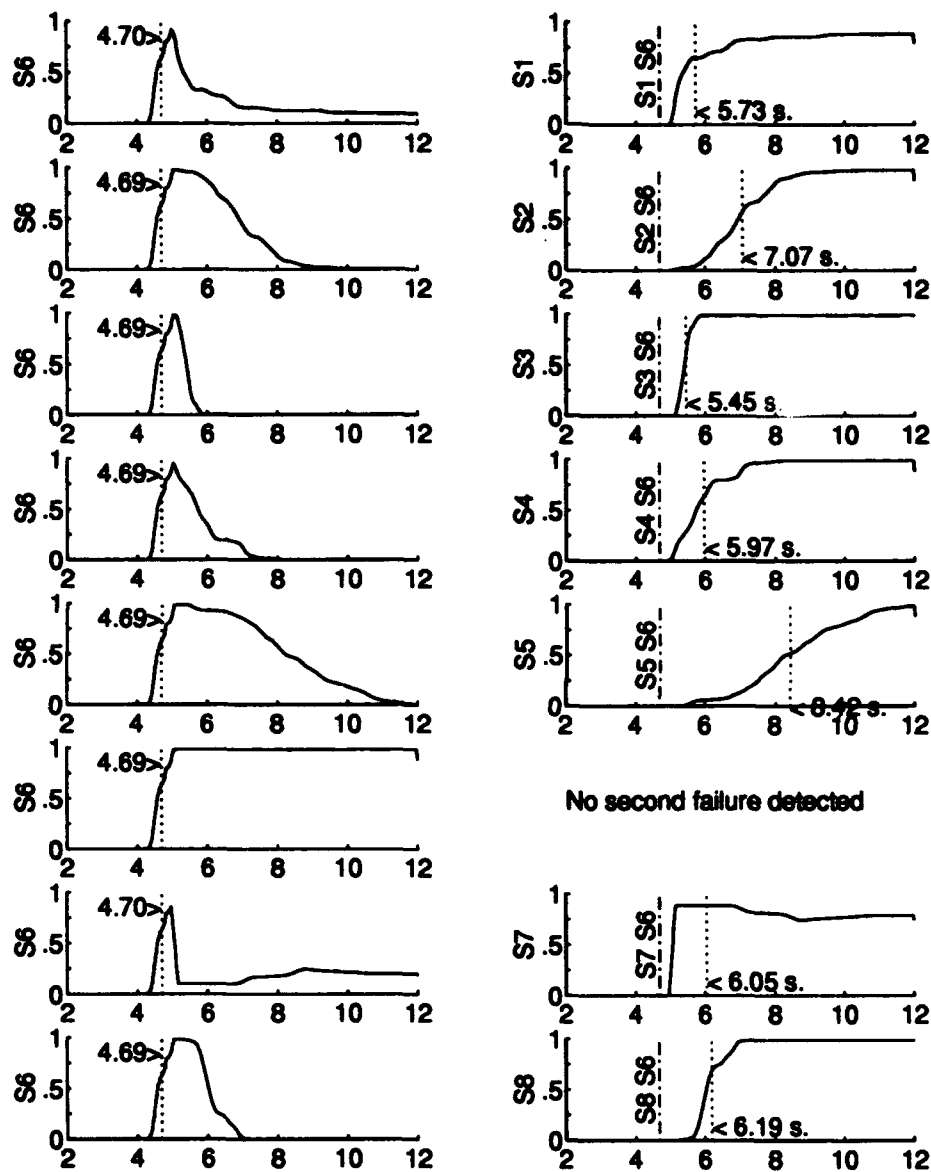 1
4.70>
S6
.5
0
2 4 6 8 10 12
1
S1
.5
0
S1 S6
< 5.73 s.
2 4 6 8 10 12
1
4.69>
S6
.5
0
2 4 6 8 10 12
1
S2
.5
0
S2 S6
< 7.07 s.
2 4 6 8 10 12
1
4.69>
S6
.5
0
2 4 6 8 10 12
1
S3
.5
0
S3 S6
< 5.45 s.
2 4 6 8 10 12
1
4.69>
S6
.5
0
2 4 6 8 10 12
1
S4
.5
0
S4 S6
< 5.97 s.
2 4 6 8 10 12
1
4.69>
S6
.5
0
2 4 6 8 10 12
1
S5
.5
0
S5 S6
< 8.42 s.
2 4 6 8 10 12
1
4.69>
S6
.5
0
2 4 6 8 10 12
No second failure detected
1
4.70>
S6
.5
0
2 4 6 8 10 12
1
S7
.5
0
S7 S6
< 6.05 s.
2 4 6 8 10 12
1
4.69>
S6
.5
0
2 4 6 8 10 12
1
S8
.5
0
S8 S6
< 6.19 s.
2 4 6 8 10 12